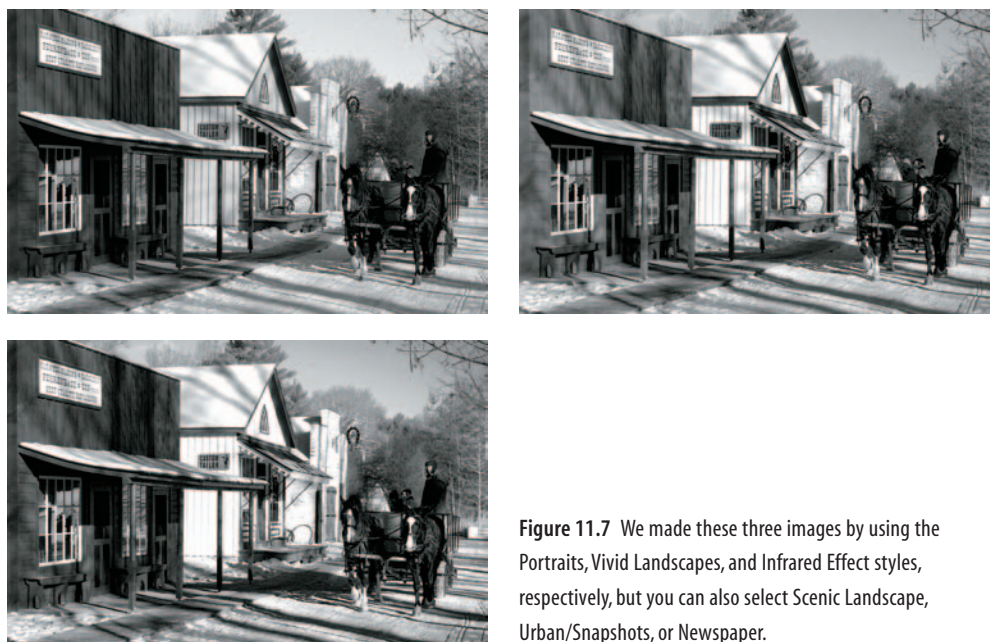 Figure 11.7 We made these three images by using the
Portraits, Vivid Landscapes, and Infrared Effect styles,
respectively, but you can also select Scenic Landscape,
Urban/Snapshots, or Newspaper.